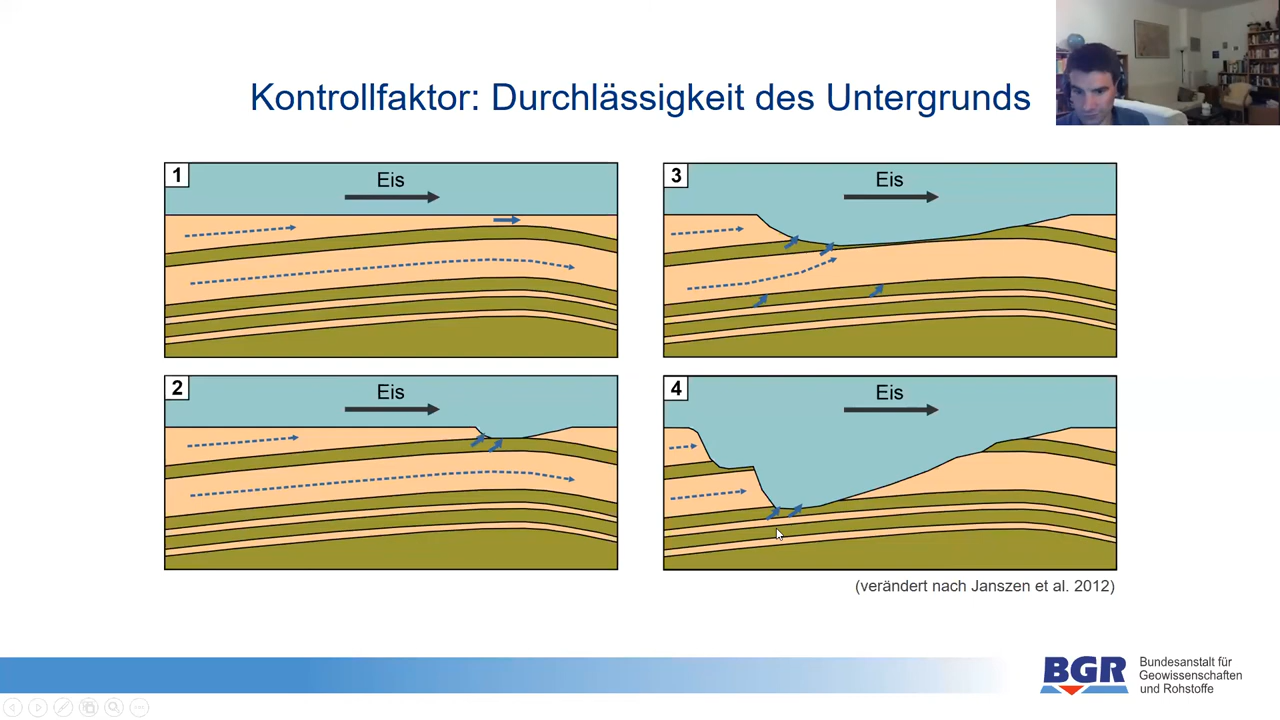 Kontrollfaktor: Durchlässigkeit des Untergrunds
1
Eis
2
Eis
3
Eis
4
Eis
(verändert nach Janszen et al. 2012)
BGR
Bundesanstalt für
Geowissenschaften
und Rohstoffe